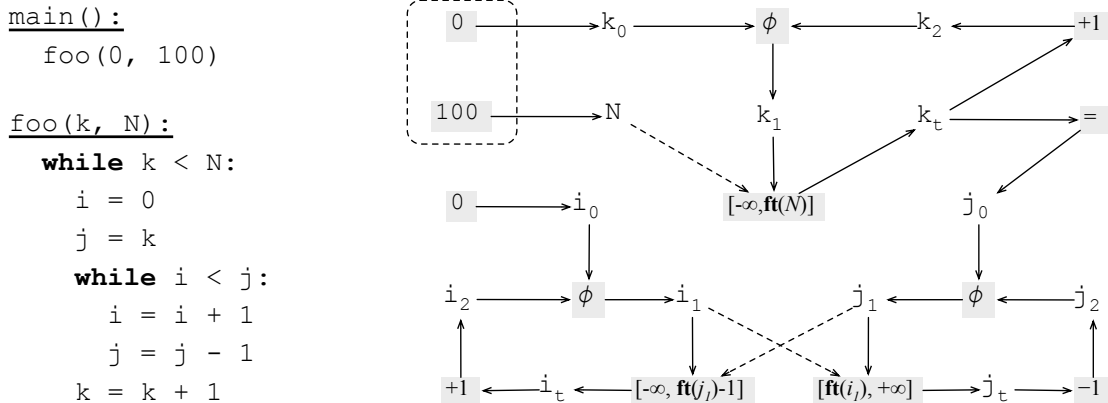 main():
foo(0, 100)
foo(k, N):
while k < N:
i = 0
j = k
while i < j:
i = i + 1
j = j - 1
k = k + 1
0 k₀ ϕ k₂ +1
100 N k₁ kₜ =
0 i₀ [-∞,ft(N)] j₀
i₂ ϕ i₁ j₁ ϕ j₂
+1 iₜ [-∞, ft(j₁)-1] [ft(i₁), +∞] jₜ −1